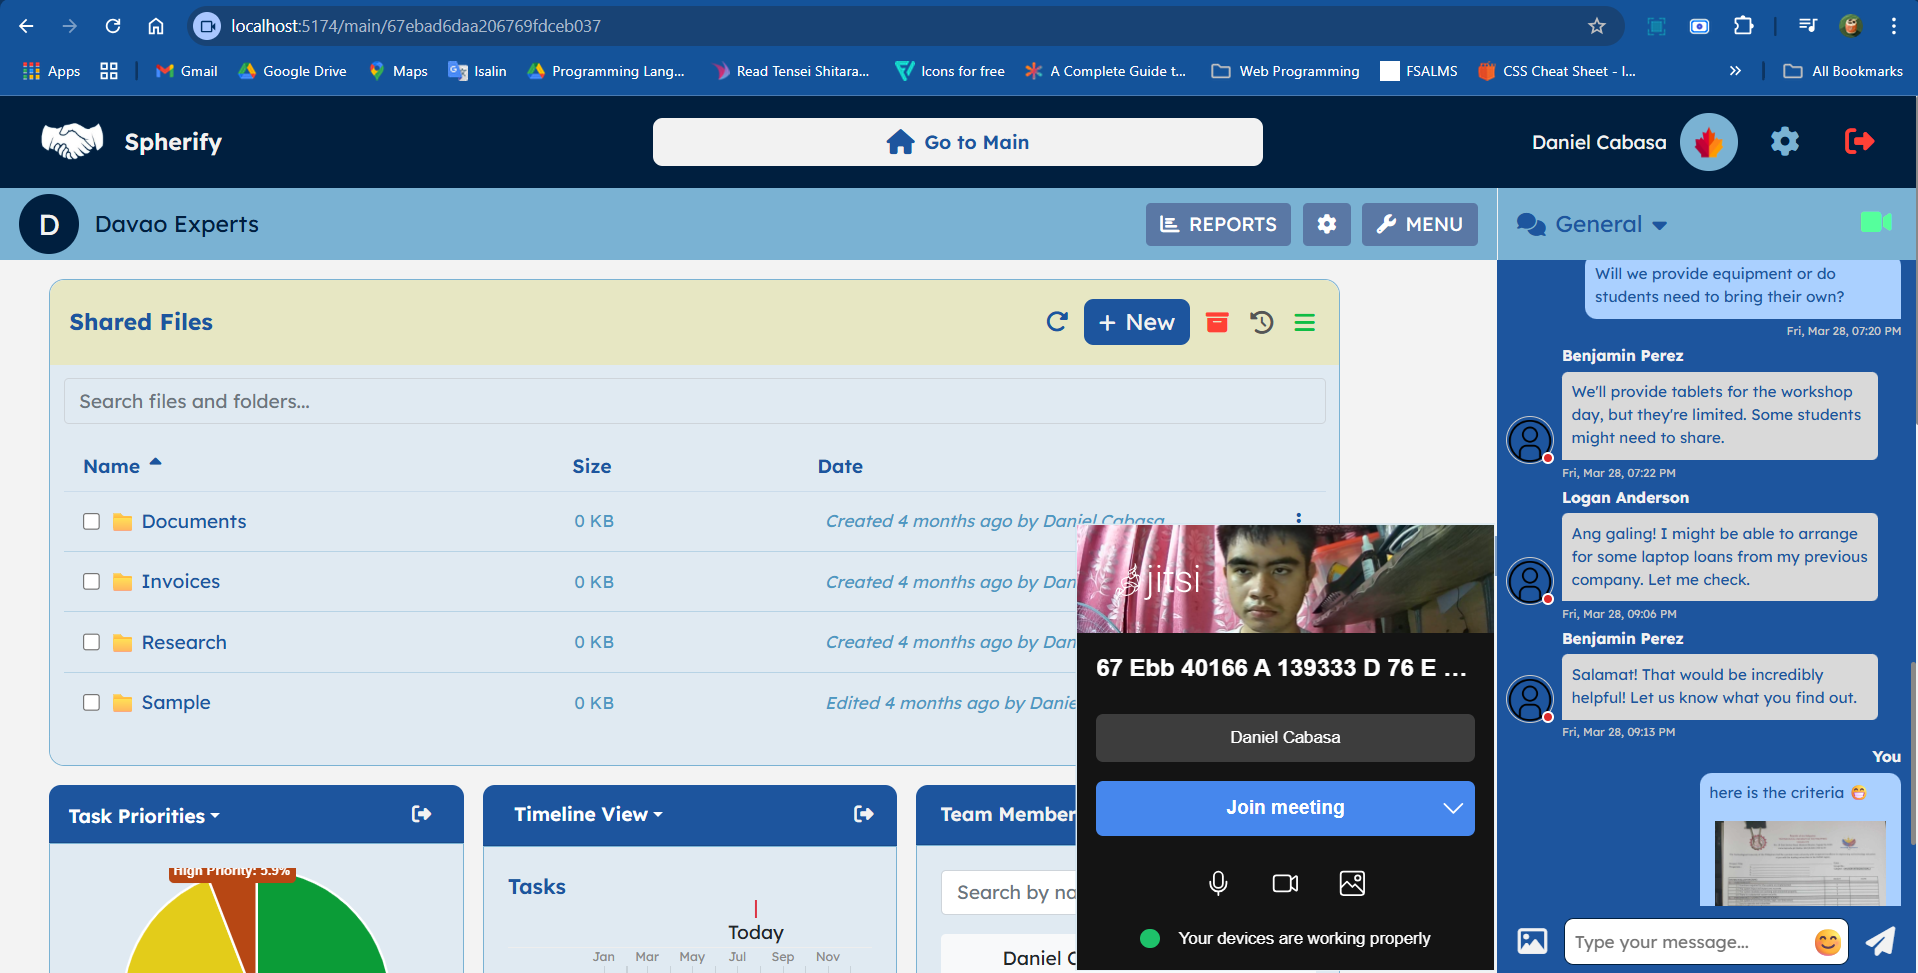 localhost:5174/main/67ebad6daa206769fdceb037
Apps
Gmail
Google Drive
Maps
Isalin
Programming Lang...
Read Tensei Shitara...
Icons for free
A Complete Guide t...
Web Programming
FSALMS
CSS Cheat Sheet - I...
All Bookmarks
Spherify
Go to Main
Daniel Cabasa
D
Davao Experts
REPORTS
MENU
General
Shared Files
+ New
Search files and folders...
Name
Size
Date
Documents
0 KB
Created 4 months ago by Daniel Cabasa
Invoices
0 KB
Created 4 months ago by Dan
Research
0 KB
Created 4 months ago by Dan
Sample
0 KB
Edited 4 months ago by Danie
Task Priorities
High Priority: 5.9%
Timeline View
Tasks
Today
Jan
Mar
May
Jul
Sep
Nov
Team Member
Search by na
Daniel C
jitsi
67 Ebb 40166 A 139333 D 76 E ...
Daniel Cabasa
Join meeting
Your devices are working properly
Will we provide equipment or do
students need to bring their own?
Fri, Mar 28, 07:20 PM
Benjamin Perez
We'll provide tablets for the workshop
day, but they're limited. Some students
might need to share.
Fri, Mar 28, 07:22 PM
Logan Anderson
Ang galing! I might be able to arrange
for some laptop loans from my previous
company. Let me check.
Fri, Mar 28, 09:06 PM
Benjamin Perez
Salamat! That would be incredibly
helpful! Let us know what you find out.
Fri, Mar 28, 09:13 PM
You
here is the criteria 😁
Type your message...